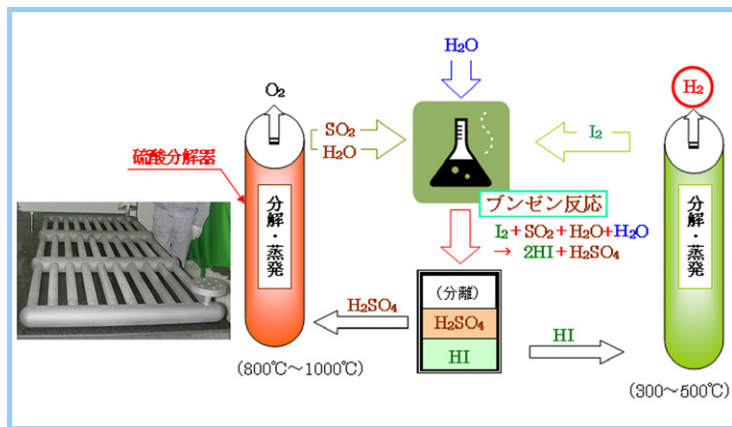 H₂O
O₂
H₂
SO₂
H₂O
I₂
硫酸分解器
分解・蒸発
分解・蒸発
ブンゼン反応
I₂+SO₂+H₂O+H₂O
→ 2HI+H₂SO₄
(分離)
H₂SO₄
H₂SO₄
HI
HI
(800℃～1000℃)
(300～500℃)